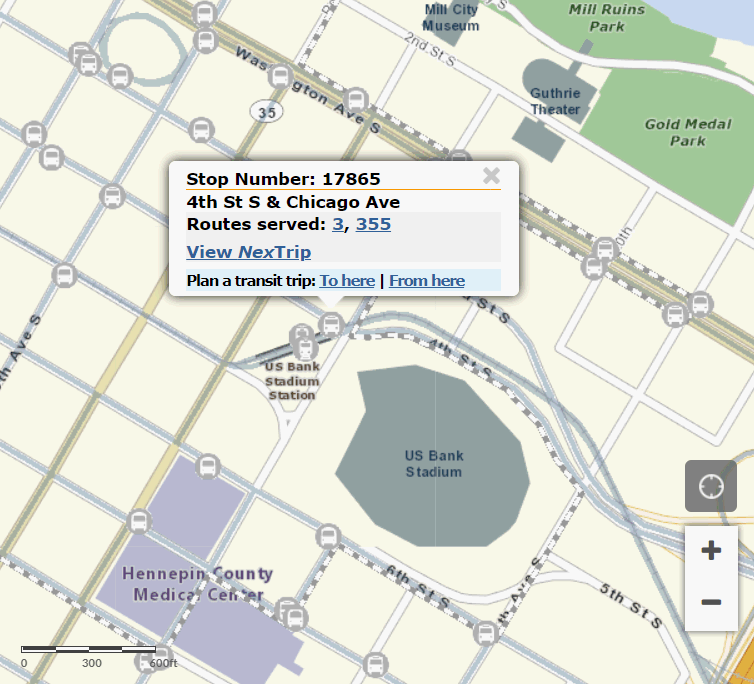 Mill City
Museum
Mill Ruins
Park
2nd St S
Washington Ave S
Guthrie
Theater
35
Gold Medal
Park
Stop Number: 17865
4th St S & Chicago Ave
Routes served: 3, 355
View NexTrip
Plan a transit trip: To here | From here
US Bank
Stadium
Station
4th St S
US Bank
Stadium
Hennepin County
Medical Center
6th St S
5th St S
0 300 600ft